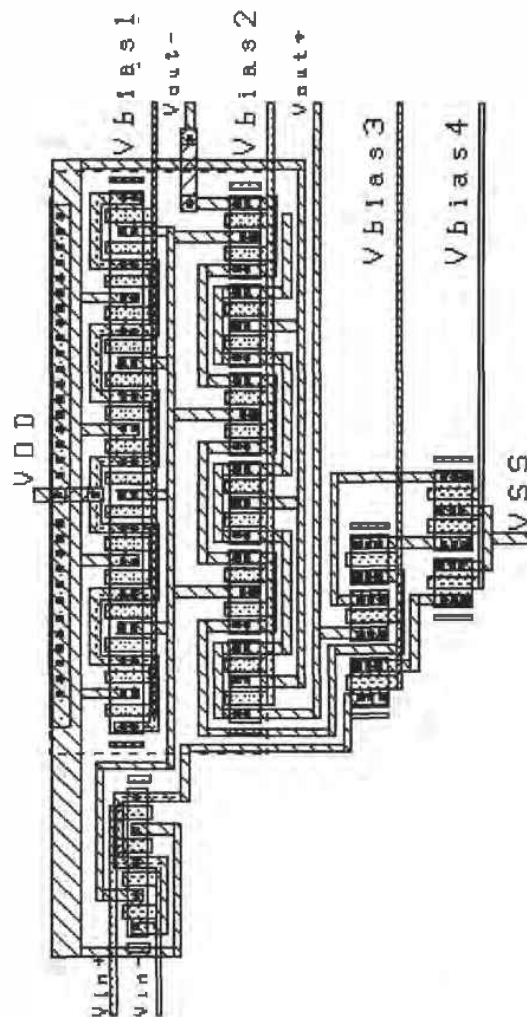 Vbias1
Vout-
Vbias2
Vout+
Vbias3
Vbias4
VDD
VSS
Vin+
Vin-